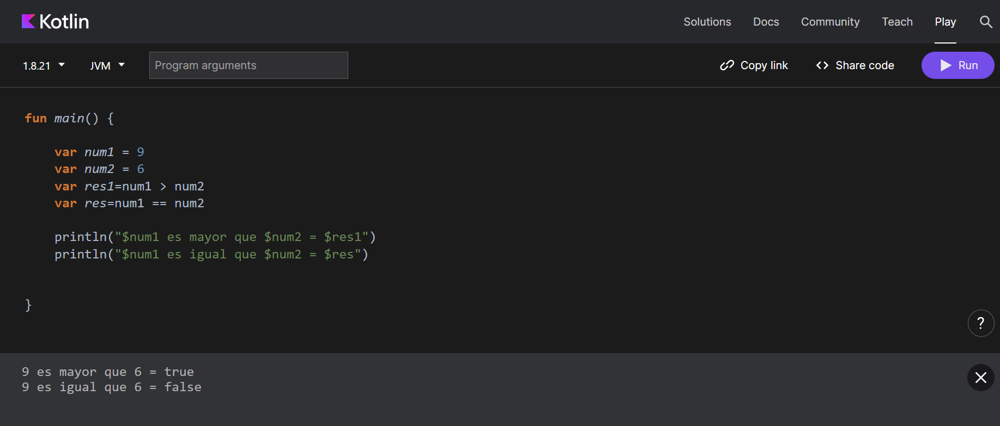 Kotlin
Solutions Docs Community Teach Play
1.8.21 JVM Program arguments Copy link <> Share code Run
fun main() {
var num1 = 9
var num2 = 6
var res1=num1 > num2
var res=num1 == num2
println("$num1 es mayor que $num2 = $res1")
println("$num1 es igual que $num2 = $res")
}
?
9 es mayor que 6 = true
9 es igual que 6 = false